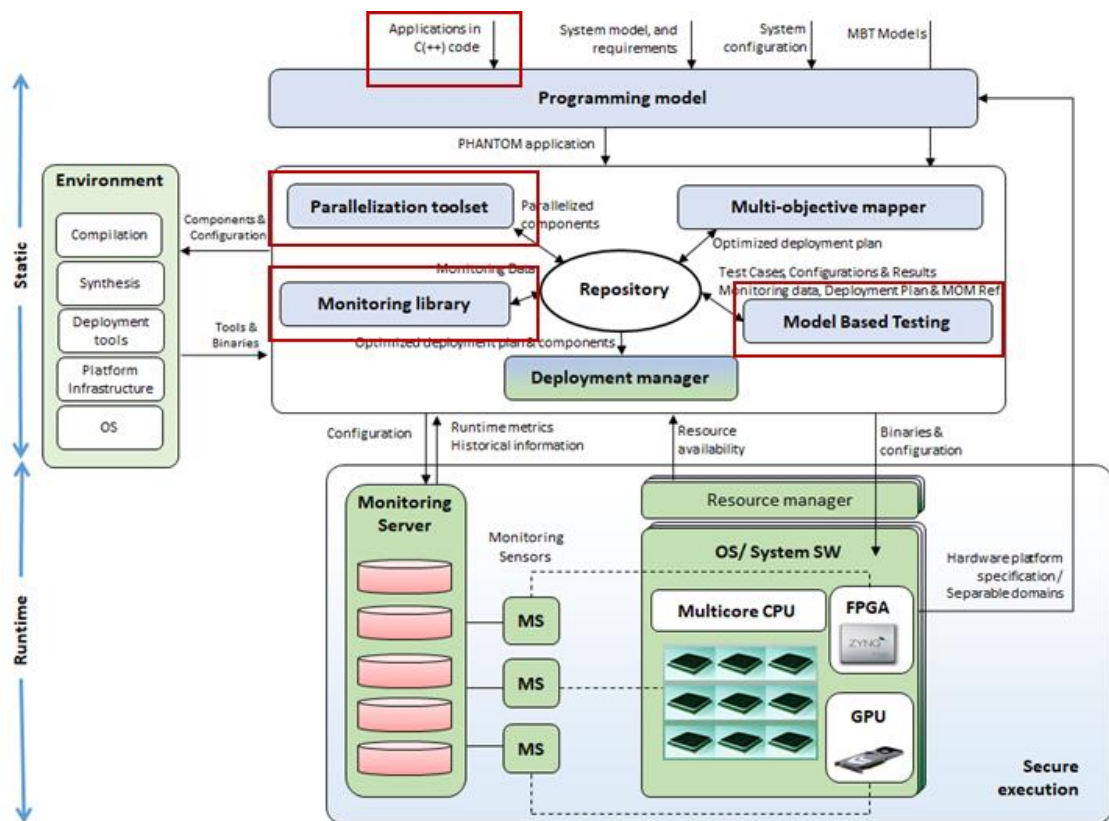 Applications in
C(++) code
System model, and
requirements
System
configuration
MBT Models
Programming model
PHANTOM application
Static
Environment
Compilation
Synthesis
Deployment
tools
Platform
Infrastructure
OS
Components &
Configuration
Tools &
Binaries
Parallelization toolset
Parallelized
components
Multi-objective mapper
Optimized deployment plan
Monitoring Data
Monitoring library
Repository
Test Cases, Configurations & Results
Monitoring data, Deployment Plan & MOM Ref
Model Based Testing
Optimized deployment plan & components
Deployment manager
Configuration
Runtime metrics
Historical information
Resource
availability
Binaries &
configuration
Runtime
Monitoring
Server
Monitoring
Sensors
MS
MS
MS
Resource manager
OS/ System SW
Multicore CPU
FPGA
ZYNQ
GPU
Hardware platform
specification/
Separable domains
Secure
execution